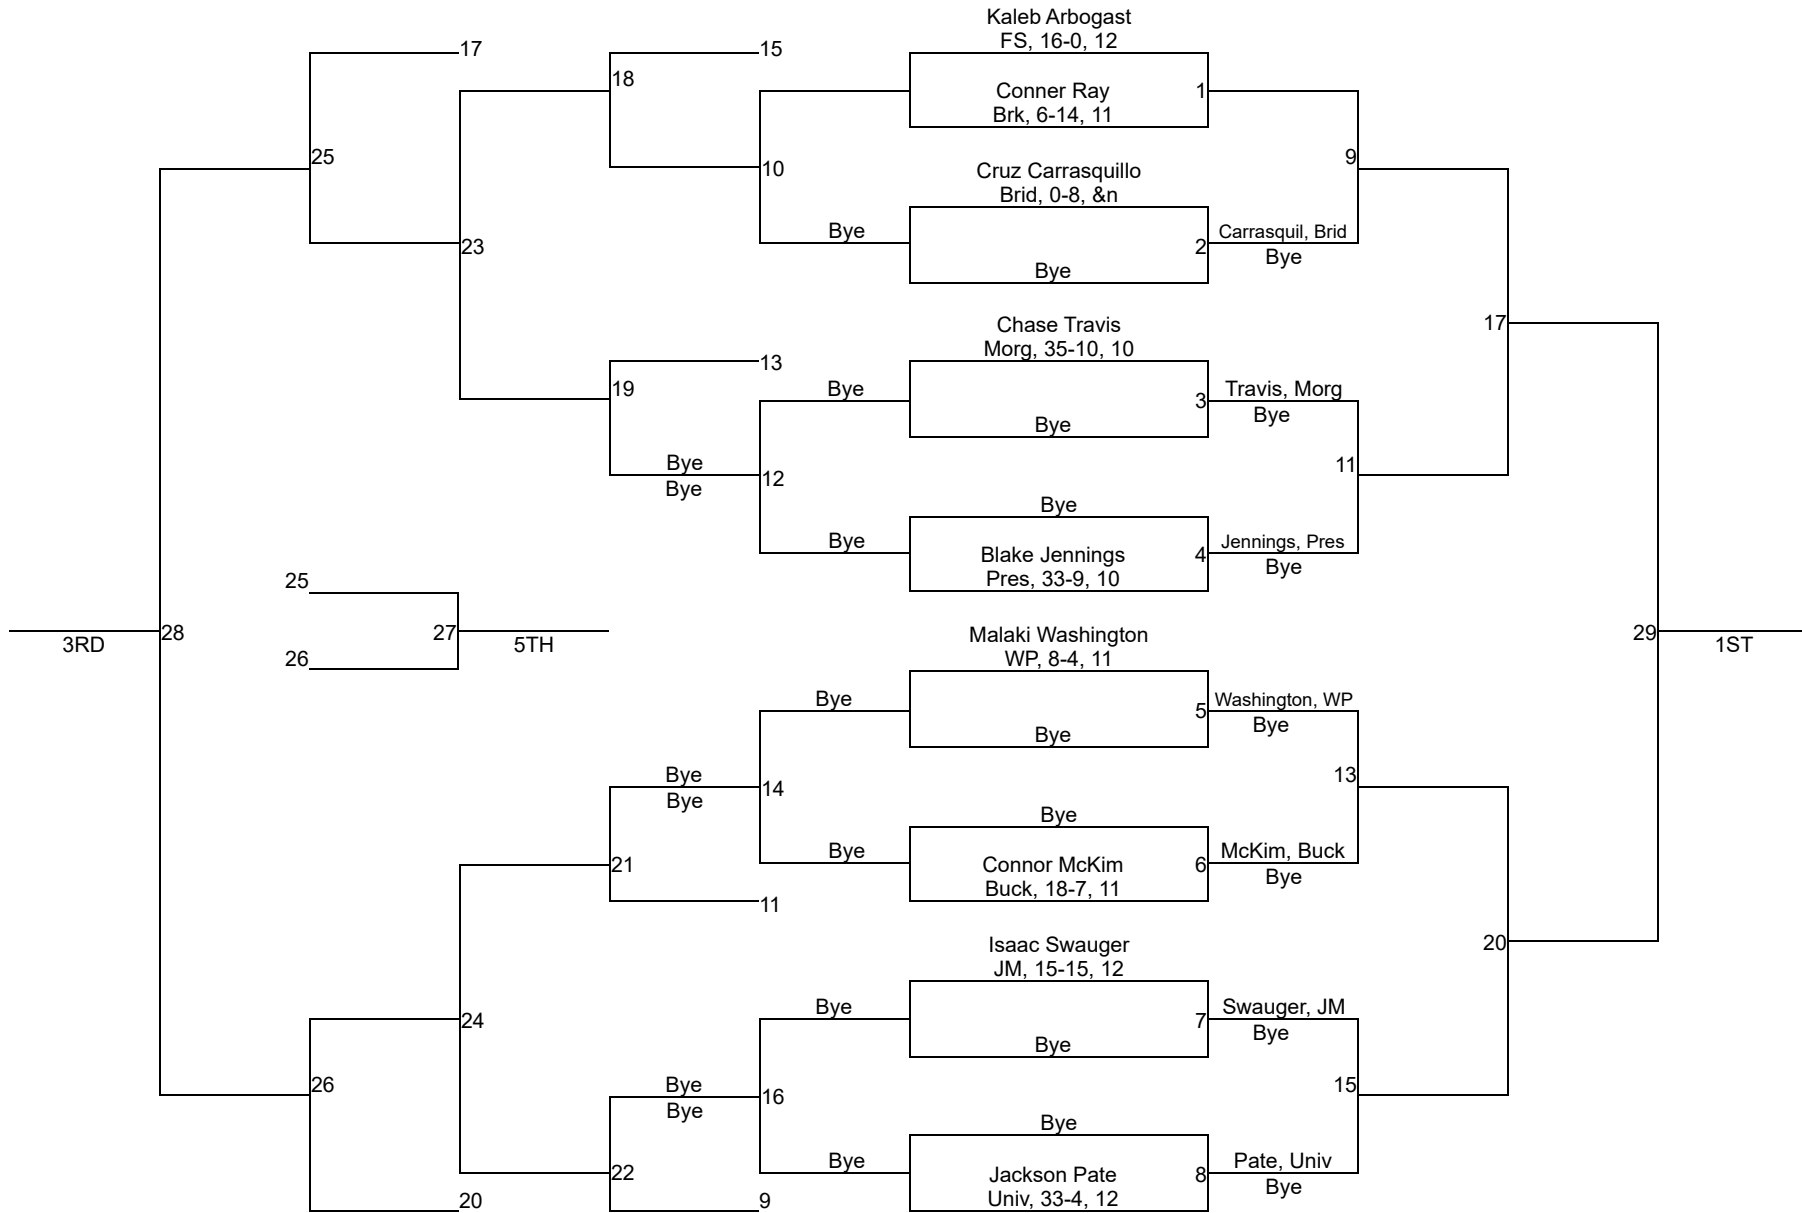 Kaleb Arbogast
FS, 16-0, 12
17
15
18
Conner Ray
Brk, 6-14, 11
1
25
10
9
Cruz Carrasquillo
Brid, 0-8, &n
Bye
23
2
Carrasquil, Brid
Bye
Bye
Chase Travis
Morg, 35-10, 10
17
13
19
Bye
3
Travis, Morg
Bye
Bye
Bye
Bye
12
11
Bye
Bye
Blake Jennings
Pres, 33-9, 10
4
Jennings, Pres
Bye
25
3RD
28
27
5TH
26
29
1ST
Malaki Washington
WP, 8-4, 11
Bye
5
Washington, WP
Bye
Bye
Bye
Bye
14
13
Bye
Bye
21
Connor McKim
Buck, 18-7, 11
6
McKim, Buck
Bye
11
Isaac Swauger
JM, 15-15, 12
20
Bye
24
7
Swauger, JM
Bye
Bye
26
Bye
Bye
16
15
Bye
Bye
22
Jackson Pate
Univ, 33-4, 12
8
Pate, Univ
Bye
20
9